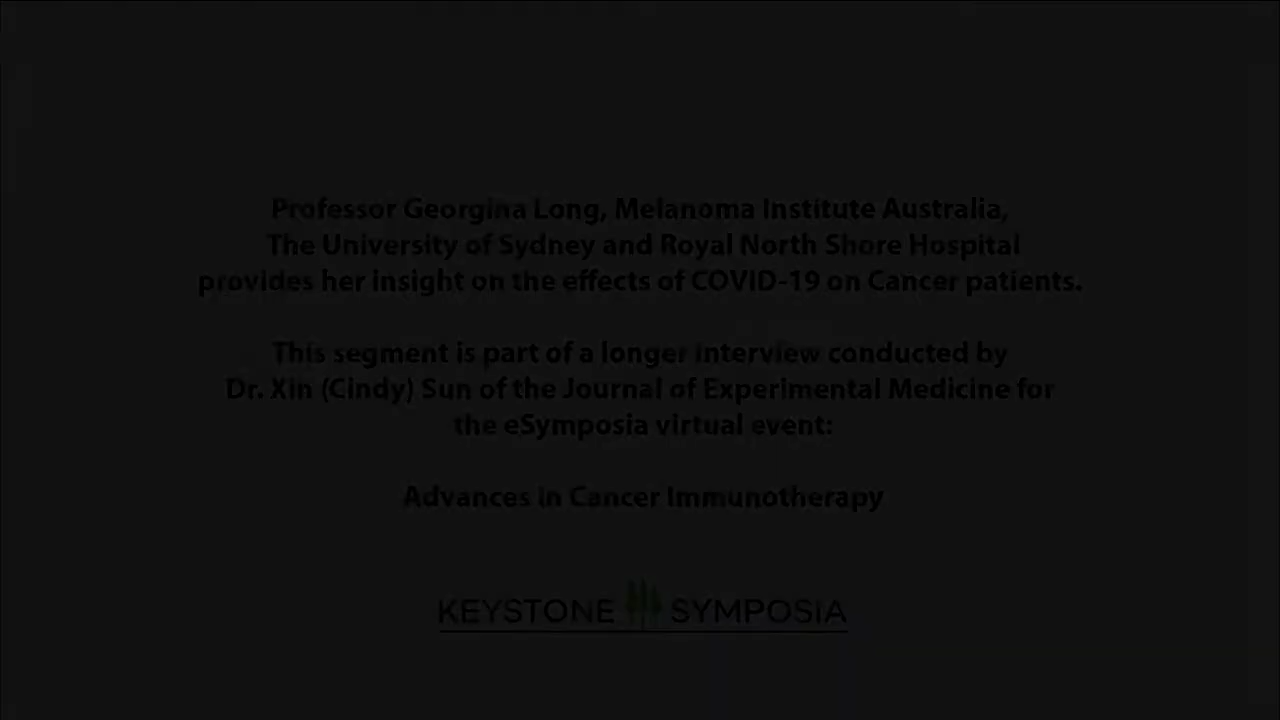 Professor Georgina Long, Melanoma Institute Australia,
The University of Sydney and Royal North Shore Hospital
provides her insight on the effects of COVID-19 on Cancer patients.
This segment is part of a longer interview conducted by
Dr. Xin (Cindy) Sun of the Journal of Experimental Medicine for
the eSymposia virtual event:
Advances in Cancer Immunotherapy
KEYSTONE SYMPOSIA